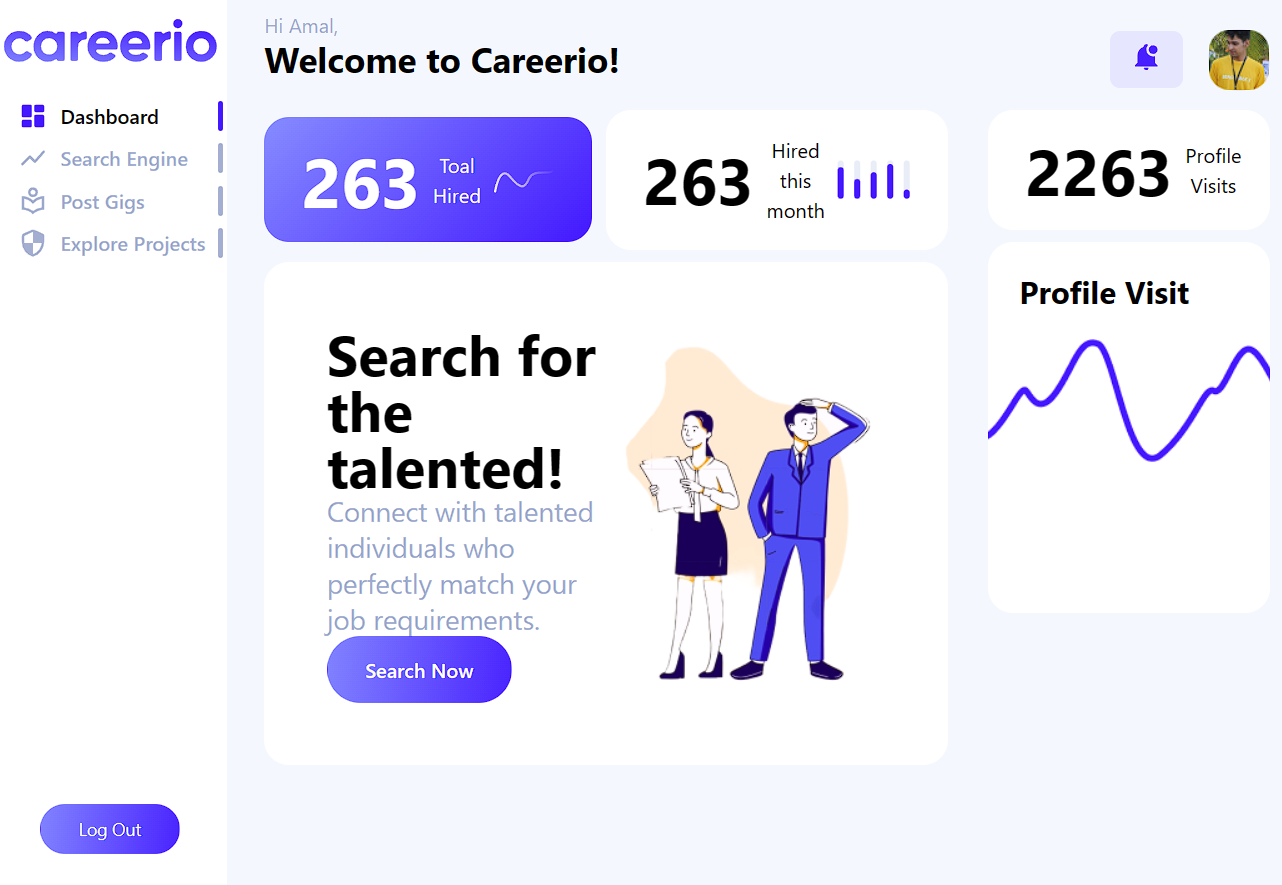 careerio
Dashboard
Search Engine
Post Gigs
Explore Projects
Log Out
Hi Amal,
Welcome to Careerio!
263
Toal
Hired
263
Hired
this
month
2263
Profile
Visits
Search for
the
talented!
Connect with talented
individuals who
perfectly match your
job requirements.
Search Now
Profile Visit